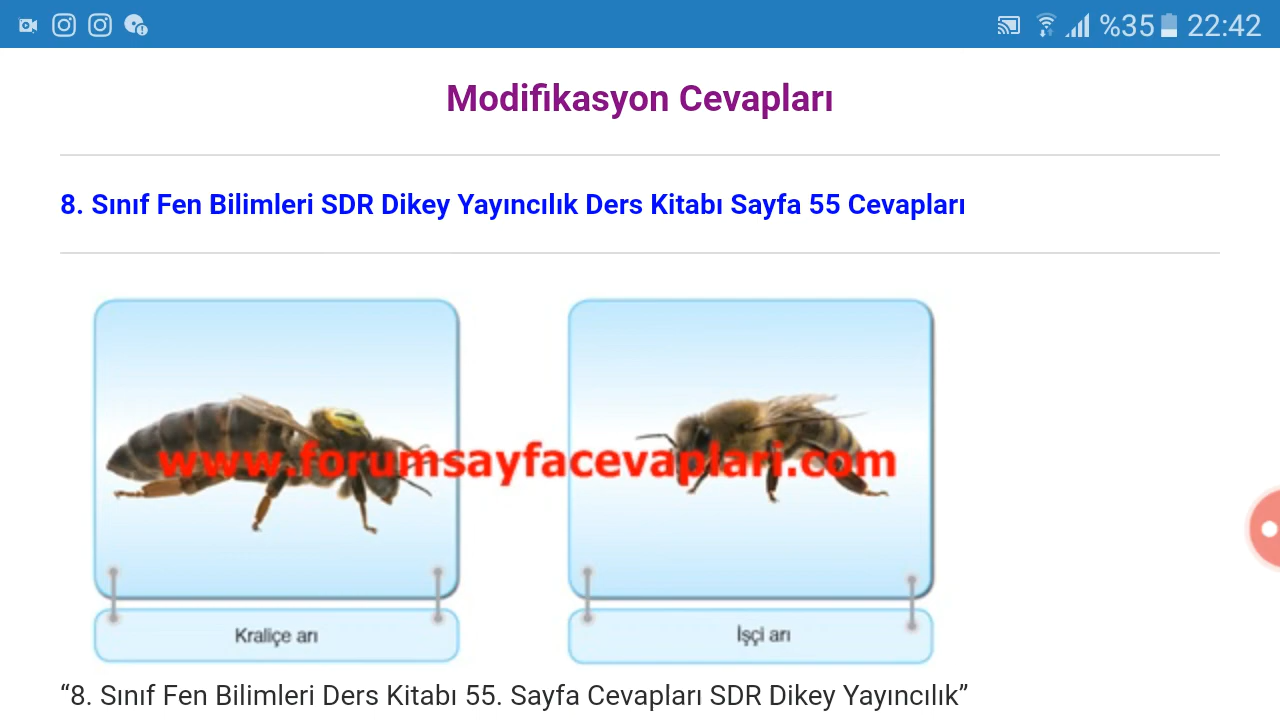 %35 22:42
Modifikasyon Cevapları
8. Sınıf Fen Bilimleri SDR Dikey Yayıncılık Ders Kitabı Sayfa 55 Cevapları
www.forumsayfacevaplari.com
Kraliçe arı
İşçi arı
“8. Sınıf Fen Bilimleri Ders Kitabı 55. Sayfa Cevapları SDR Dikey Yayıncılık”